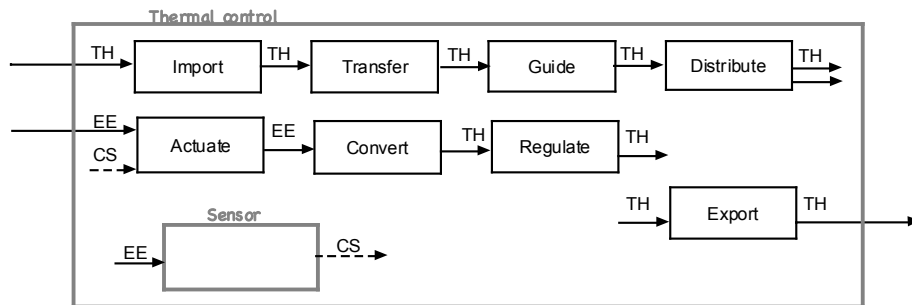 Thermal control
TH Import TH Transfer TH Guide TH Distribute TH
EE CS Actuate EE Convert TH Regulate TH
TH Export TH
Sensor
EE CS